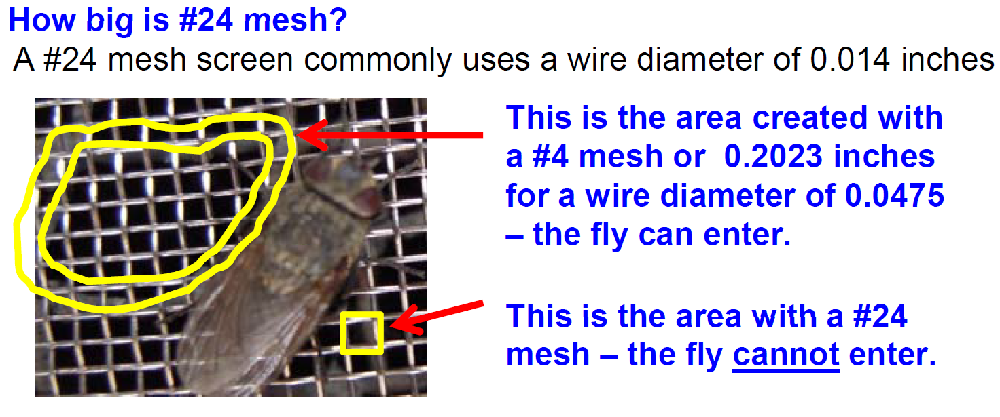 How big is #24 mesh?
A #24 mesh screen commonly uses a wire diameter of 0.014 inches
This is the area created with
a #4 mesh or 0.2023 inches
for a wire diameter of 0.0475
– the fly can enter.
This is the area with a #24
mesh – the fly cannot enter.